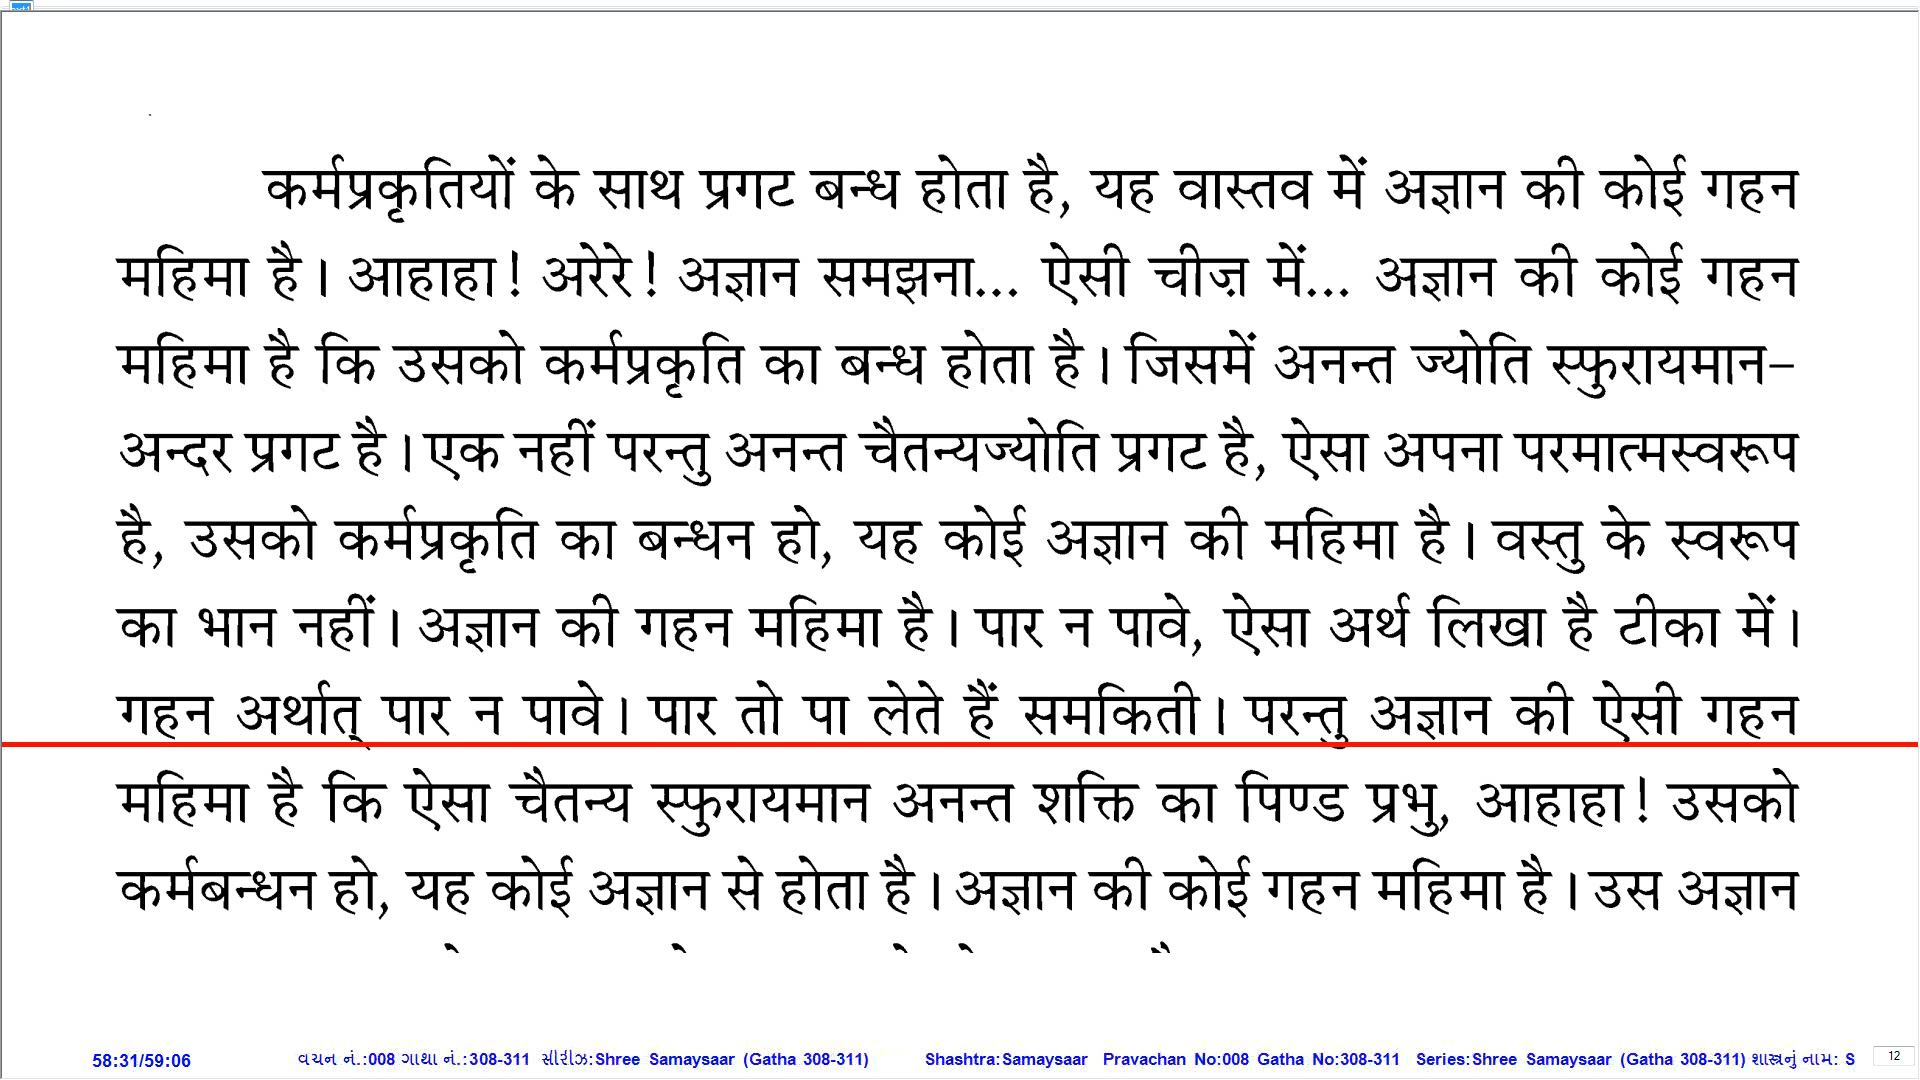 कर्मप्रकृतियों के साथ प्रगट बन्ध होता है, यह वास्तव में अज्ञान की कोई गहन
महिमा है। आहाहा! अरेरे! अज्ञान समझना... ऐसी चीज़ में... अज्ञान की कोई गहन
महिमा है कि उसको कर्मप्रकृति का बन्ध होता है। जिसमें अनन्त ज्योति स्फुरायमान-
अन्दर प्रगट है। एक नहीं परन्तु अनन्त चैतन्यज्योति प्रगट है, ऐसा अपना परमात्मस्वरूप
है, उसको कर्मप्रकृति का बन्धन हो, यह कोई अज्ञान की महिमा है। वस्तु के स्वरूप
का भान नहीं। अज्ञान की गहन महिमा है। पार न पावे, ऐसा अर्थ लिखा है टीका में।
गहन अर्थात् पार न पावे। पार तो पा लेते हैं समकिती। परन्तु अज्ञान की ऐसी गहन
महिमा है कि ऐसा चैतन्य स्फुरायमान अनन्त शक्ति का पिण्ड प्रभु, आहाहा! उसको
कर्मबन्धन हो, यह कोई अज्ञान से होता है। अज्ञान की कोई गहन महिमा है। उस अज्ञान
58:31/59:06 વચન નં.:008 ગાથા નં.:308-311 સીરીઝ:Shree Samaysaar (Gatha 308-311) Shashtra:Samaysaar Pravachan No:008 Gatha No:308-311 Series:Shree Samaysaar (Gatha 308-311) શાસ્ત્રનું નામ: S 12